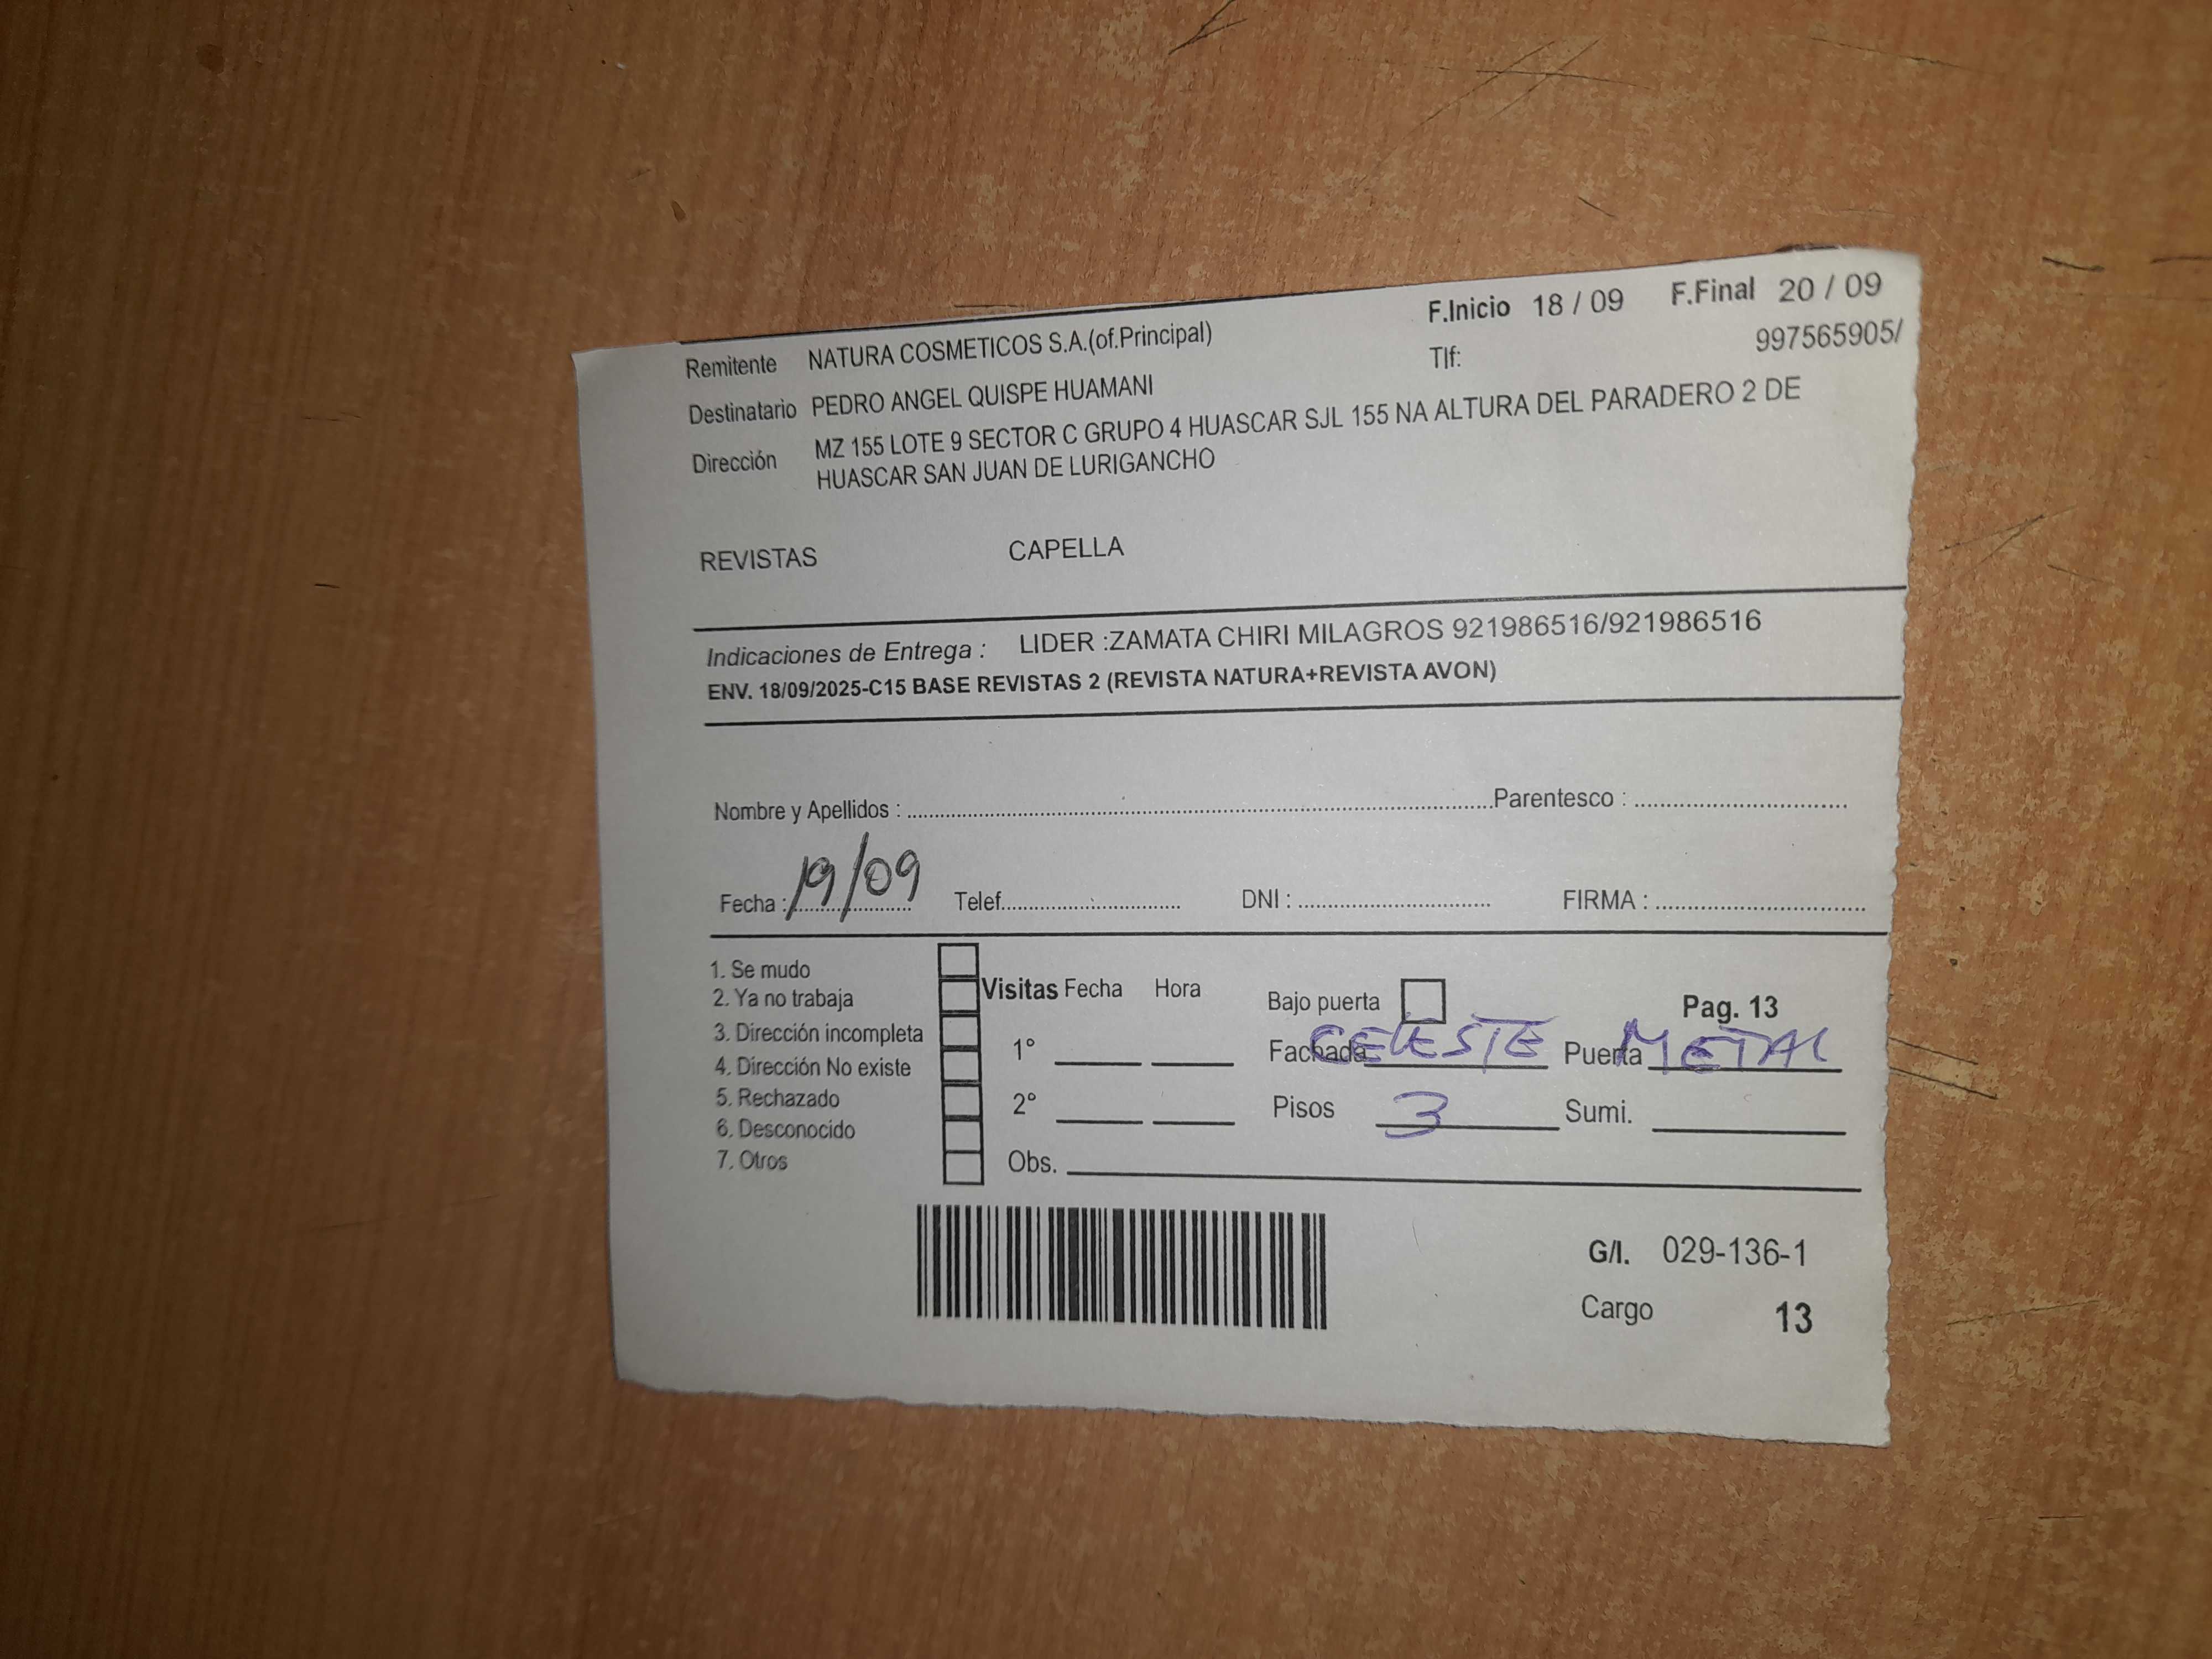 F.Inicio 18 / 09 F.Final 20 / 09
Remitente NATURA COSMETICOS S.A.(of.Principal) Tlf: 997565905/
Destinatario PEDRO ANGEL QUISPE HUAMANI
Dirección MZ 155 LOTE 9 SECTOR C GRUPO 4 HUASCAR SJL 155 NA ALTURA DEL PARADERO 2 DE
HUASCAR SAN JUAN DE LURIGANCHO
REVISTAS CAPELLA
Indicaciones de Entrega : LIDER :ZAMATA CHIRI MILAGROS 921986516/921986516
ENV. 18/09/2025-C15 BASE REVISTAS 2 (REVISTA NATURA+REVISTA AVON)
Nombre y Apellidos : Parentesco :
Fecha : 19/09 Telef. DNI : FIRMA :
1. Se mudo
2. Ya no trabaja
3. Dirección incompleta
4. Dirección No existe
5. Rechazado
6. Desconocido
7. Otros
Visitas Fecha Hora
1°
2°
Obs.
Bajo puerta Pag. 13
Fachada CELESTE Puerta METAL
Pisos 3 Sumi.
G/I. 029-136-1
Cargo 13